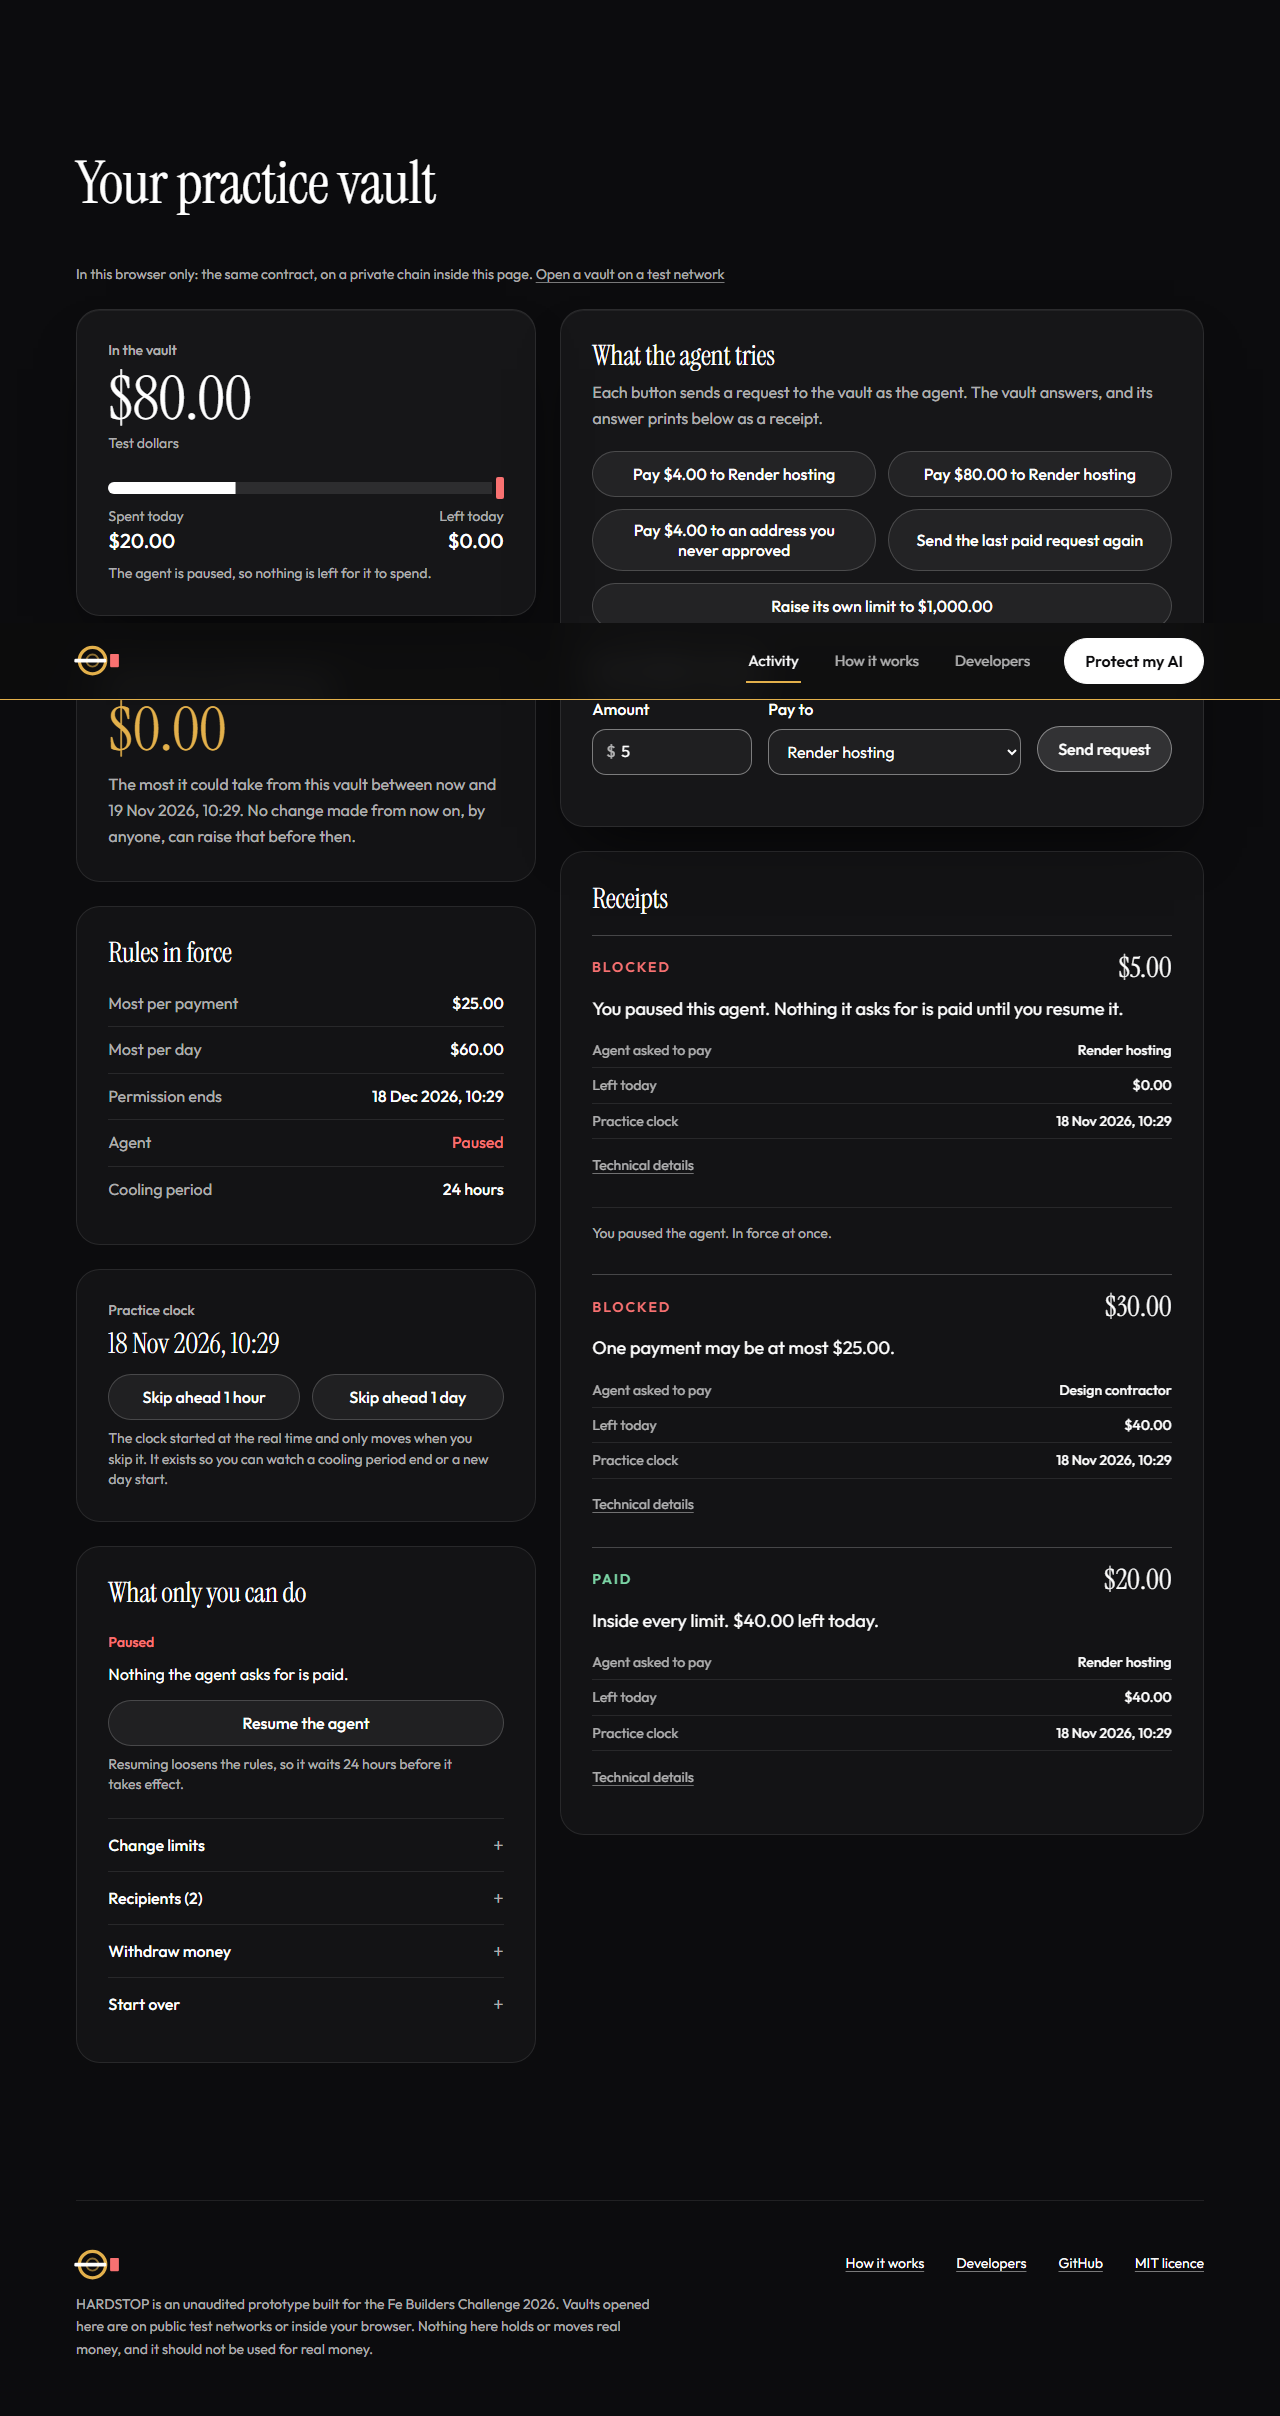 Your practice vault
In this browser only: the same contract, on a private chain inside this page. Open a vault on a test network
In the vault
$80.00
Test dollars
Spent today
Left today
$20.00
$0.00
The agent is paused, so nothing is left for it to spend.
What the agent tries
Each button sends a request to the vault as the agent. The vault answers, and its
answer prints below as a receipt.
Pay $4.00 to Render hosting
Pay $80.00 to Render hosting
Pay $4.00 to an address you
never approved
Send the last paid request again
Raise its own limit to $1,000.00
Activity
How it works
Developers
Protect my AI
$0.00
The most it could take from this vault between now and
19 Nov 2026, 10:29. No change made from now on, by
anyone, can raise that before then.
Amount
Pay to
$ 5
Render hosting
Send request
Rules in force
Most per payment
$25.00
Most per day
$60.00
Permission ends
18 Dec 2026, 10:29
Agent
Paused
Cooling period
24 hours
Practice clock
18 Nov 2026, 10:29
Skip ahead 1 hour
Skip ahead 1 day
The clock started at the real time and only moves when you
skip it. It exists so you can watch a cooling period end or a new
day start.
What only you can do
Paused
Nothing the agent asks for is paid.
Resume the agent
Resuming loosens the rules, so it waits 24 hours before it
takes effect.
Change limits +
Recipients (2) +
Withdraw money +
Start over +
Receipts
BLOCKED
$5.00
You paused this agent. Nothing it asks for is paid until you resume it.
Agent asked to pay
Render hosting
Left today
$0.00
Practice clock
18 Nov 2026, 10:29
Technical details
You paused the agent. In force at once.
BLOCKED
$30.00
One payment may be at most $25.00.
Agent asked to pay
Design contractor
Left today
$40.00
Practice clock
18 Nov 2026, 10:29
Technical details
PAID
$20.00
Inside every limit. $40.00 left today.
Agent asked to pay
Render hosting
Left today
$40.00
Practice clock
18 Nov 2026, 10:29
Technical details
How it works
Developers
GitHub
MIT licence
HARDSTOP is an unaudited prototype built for the Fe Builders Challenge 2026. Vaults opened
here are on public test networks or inside your browser. Nothing here holds or moves real
money, and it should not be used for real money.